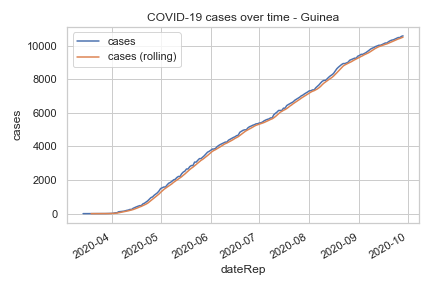 COVID-19 cases over time - Guinea
cases
cases (rolling)
cases
10000
8000
6000
4000
2000
0
2020-04
2020-05
2020-06
2020-07
2020-08
2020-09
2020-10
dateRep